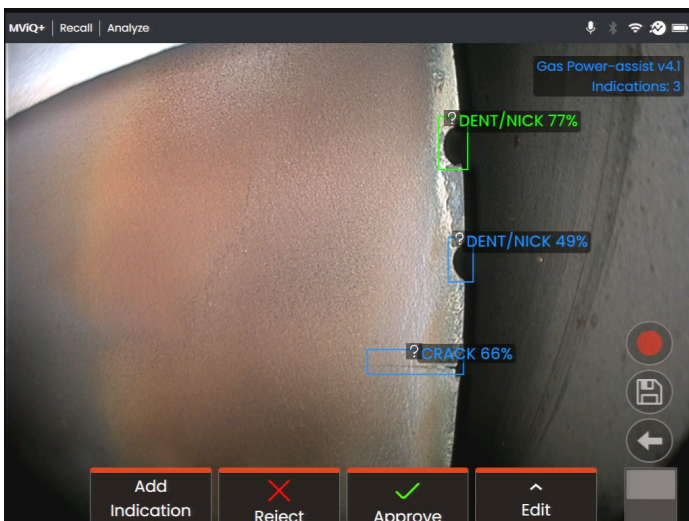 MViQ+ Recall Analyze
Gas Power-assist v4.1
Indications: 3
? DENT/NICK 77%
? DENT/NICK 49%
? CRACK 66%
Add
Indication
Reject
Approve
Edit